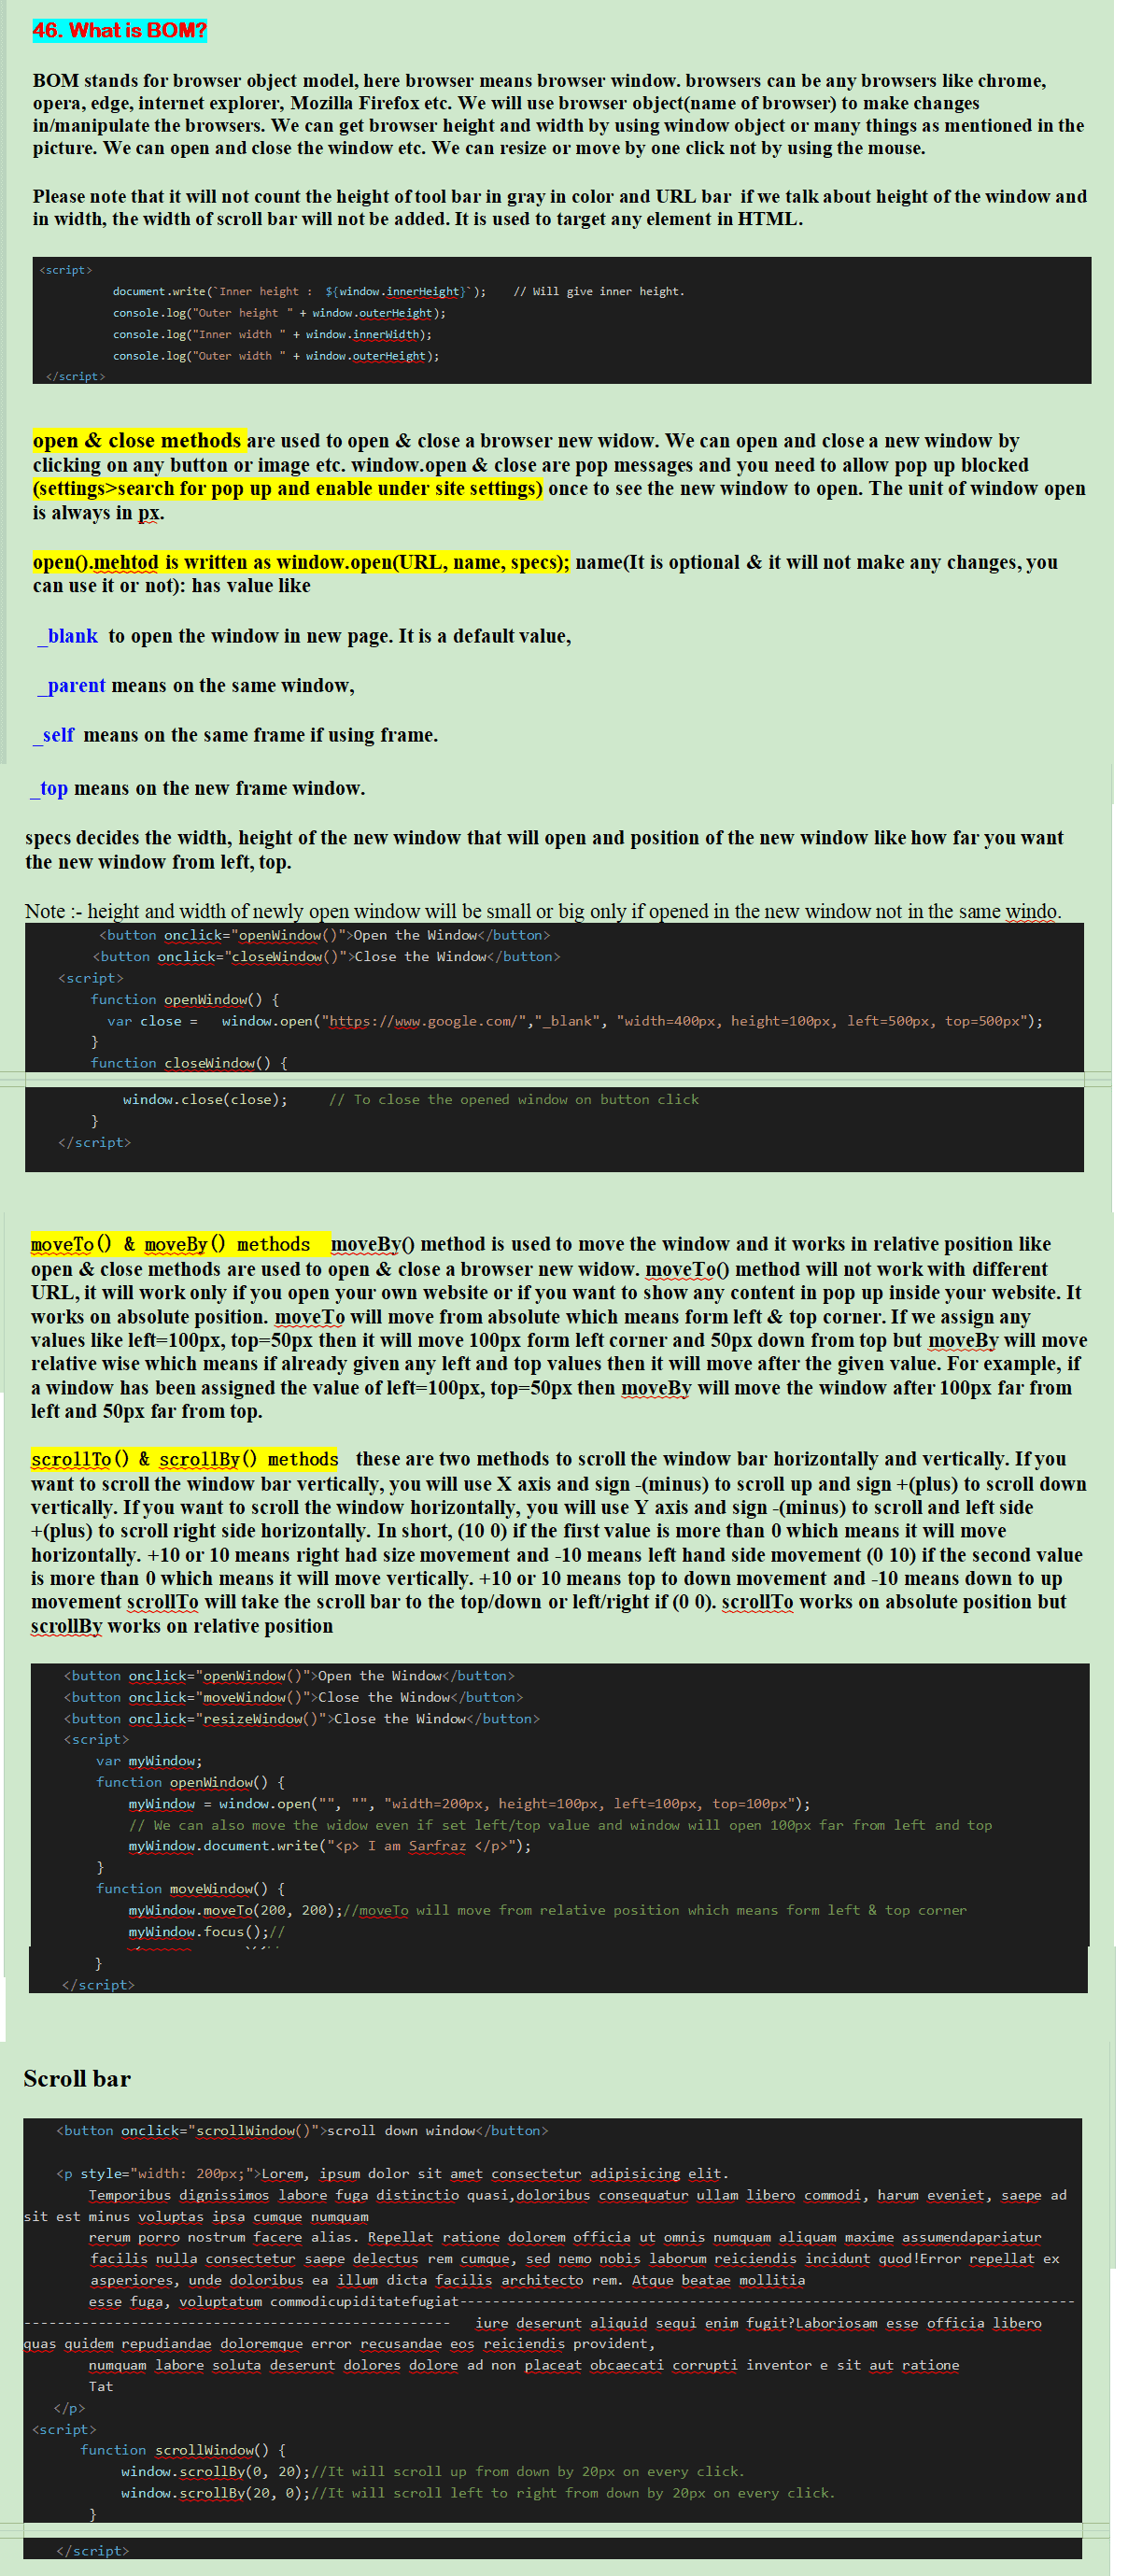 46. What is BOM?
BOM stands for browser object model, here browser means browser window. browsers can be any browsers like chrome,
opera, edge, internet explorer, Mozilla Firefox etc. We will use browser object(name of browser) to make changes
in/manipulate the browsers. We can get browser height and width by using window object or many things as mentioned in the
picture. We can open and close the window etc. We can resize or move by one click not by using the mouse.
Please note that it will not count the height of tool bar in gray in color and URL bar  if we talk about height of the window and
in width, the width of scroll bar will not be added. It is used to target any element in HTML.
<script>
document.write(`Inner height :  ${window.innerHeight}`);    // Will give inner height.
console.log("Outer height " + window.outerHeight);
console.log("Inner width " + window.innerWidth);
console.log("Outer width " + window.outerHeight);
</script>
open & close methods are used to open & close a browser new widow. We can open and close a new window by
clicking on any button or image etc. window.open & close are pop messages and you need to allow pop up blocked
(settings>search for pop up and enable under site settings) once to see the new window to open. The unit of window open
is always in px.
open().mehtod is written as window.open(URL, name, specs); name(It is optional & it will not make any changes, you
can use it or not): has value like
_blank  to open the window in new page. It is a default value,
_parent means on the same window,
_self  means on the same frame if using frame.
_top means on the new frame window.
specs decides the width, height of the new window that will open and position of the new window like how far you want
the new window from left, top.
Note :- height and width of newly open window will be small or big only if opened in the new window not in the same windo.
<button onclick="openWindow()">Open the Window</button>
<button onclick="closeWindow()">Close the Window</button>
<script>
function openWindow() {
var close =   window.open("https://www.google.com/","_blank", "width=400px, height=100px, left=500px, top=500px");
}
function closeWindow() {
window.close(close);     // To close the opened window on button click
}
</script>
moveTo() & moveBy() methods  moveBy() method is used to move the window and it works in relative position like
open & close methods are used to open & close a browser new widow. moveTo() method will not work with different
URL, it will work only if you open your own website or if you want to show any content in pop up inside your website. It
works on absolute position. moveTo will move from absolute which means form left & top corner. If we assign any
values like left=100px, top=50px then it will move 100px form left corner and 50px down from top but moveBy will move
relative wise which means if already given any left and top values then it will move after the given value. For example, if
a window has been assigned the value of left=100px, top=50px then moveBy will move the window after 100px far from
left and 50px far from top.
scrollTo() & scrollBy() methods  these are two methods to scroll the window bar horizontally and vertically. If you
want to scroll the window bar vertically, you will use X axis and sign -(minus) to scroll up and sign +(plus) to scroll down
vertically. If you want to scroll the window horizontally, you will use Y axis and sign -(minus) to scroll and left side
+(plus) to scroll right side horizontally. In short, (10 0) if the first value is more than 0 which means it will move
horizontally. +10 or 10 means right had size movement and -10 means left hand side movement (0 10) if the second value
is more than 0 which means it will move vertically. +10 or 10 means top to down movement and -10 means down to up
movement scrollTo will take the scroll bar to the top/down or left/right if (0 0). scrollTo works on absolute position but
scrollBy works on relative position
<button onclick="openWindow()">Open the Window</button>
<button onclick="moveWindow()">Close the Window</button>
<button onclick="resizeWindow()">Close the Window</button>
<script>
var myWindow;
function openWindow() {
myWindow = window.open("", "", "width=200px, height=100px, left=100px, top=100px");
// We can also move the widow even if set left/top value and window will open 100px far from left and top
myWindow.document.write("<p> I am Sarfraz </p>");
}
function moveWindow() {
myWindow.moveTo(200, 200);//moveTo will move from relative position which means form left & top corner
myWindow.focus();//
}
</script>
Scroll bar
<button onclick="scrollWindow()">scroll down window</button>
<p style="width: 200px;">Lorem, ipsum dolor sit amet consectetur adipisicing elit.
Temporibus dignissimos labore fuga distinctio quasi,doloribus consequatur ullam libero commodi, harum eveniet, saepe ad
sit est minus voluptas ipsa cumque numquam
rerum porro nostrum facere alias. Repellat ratione dolorem officia ut omnis numquam aliquam maxime assumendapariatur
facilis nulla consectetur saepe delectus rem cumque, sed nemo nobis laborum reiciendis incidunt quod!Error repellat ex
asperiores, unde doloribus ea illum dicta facilis architecto rem. Atque beatae mollitia
esse fuga, voluptatum commodicupiditatefugiat---------------------------------------------------------------------------
---------------------------------------------------- iure deserunt aliquid sequi enim fugit?Laboriosam esse officia libero
quas quidem repudiandae doloremque error recusandae eos reiciendis provident,
numquam labore soluta deserunt dolores dolore ad non placeat obcaecati corrupti inventor e sit aut ratione
Tat
</p>
<script>
function scrollWindow() {
window.scrollBy(0, 20);//It will scroll up from down by 20px on every click.
window.scrollBy(20, 0);//It will scroll left to right from down by 20px on every click.
}
</script>